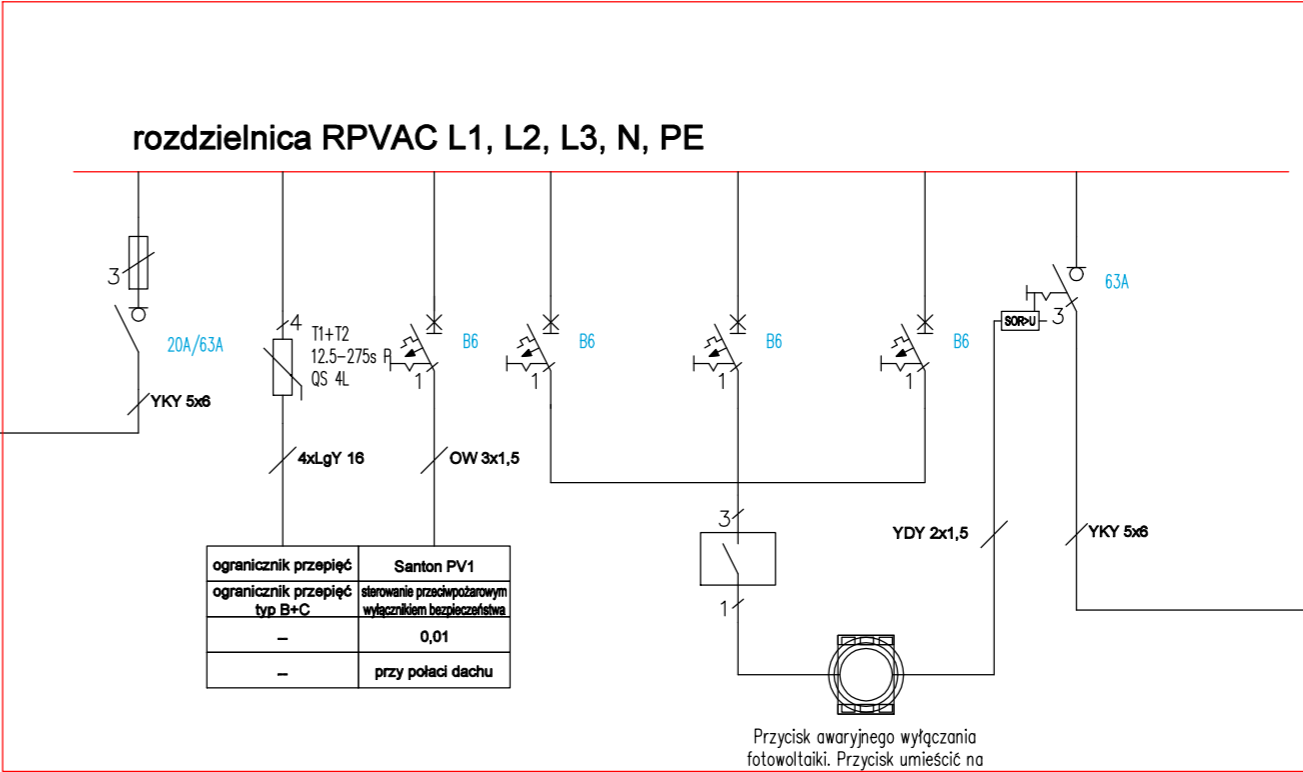 rozdzielnica RPVAC L1, L2, L3, N, PE
3
20A/63A
YKY 5x6
4
T1+T2
12.5-275s R
QS 4L
4xLgY 16
1
B6
OW 3x1,5
1
B6
1
B6
1
B6
63A
SOR>U
3
YDY 2x1,5
YKY 5x6
3
1
ogranicznik przepięć
Santon PV1
ogranicznik przepięć
typ B+C
sterowanie przeciwpożarowym
wyłącznikiem bezpieczeństwa
–
0,01
–
przy połaci dachu
Przycisk awaryjnego wyłączania
fotowoltaiki. Przycisk umieścić na